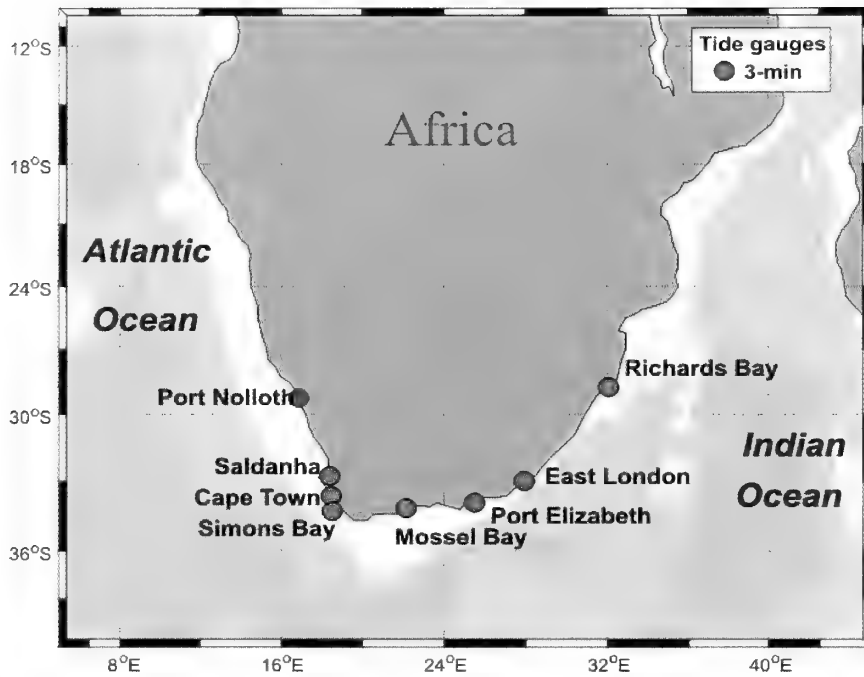 Tide gauges
3-min
12°S
18°S
24°S
30°S
36°S
Africa
Atlantic
Ocean
Richards Bay
Port Nolloth
Indian
Ocean
Saldanha
East London
Cape Town
Port Elizabeth
Simons Bay
Mossel Bay
8°E
16°E
24°E
32°E
40°E